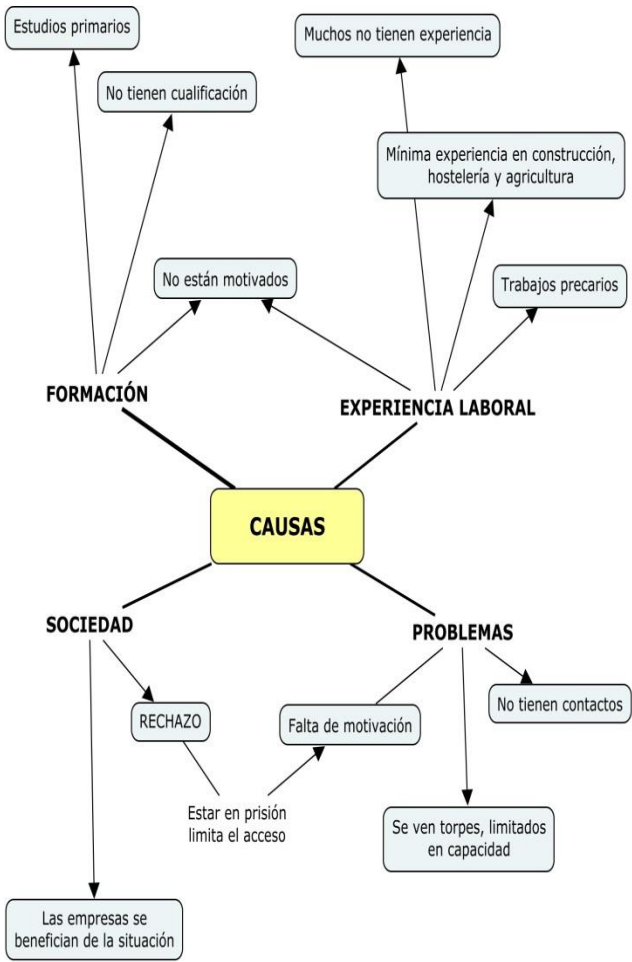 Estudios primarios
Muchos no tienen experiencia
No tienen cualificación
Mínima experiencia en construcción,
hostelería y agricultura
No están motivados
Trabajos precarios
FORMACIÓN
EXPERIENCIA LABORAL
CAUSAS
SOCIEDAD
PROBLEMAS
RECHAZO
Falta de motivación
No tienen contactos
Estar en prisión
limita el acceso
Se ven torpes, limitados
en capacidad
Las empresas se
benefician de la situación